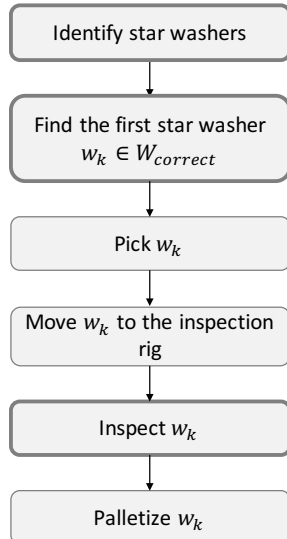 Identify star washers
Find the first star washer
w_k ∈ W_correct
Pick w_k
Move w_k to the inspection
rig
Inspect w_k
Palletize w_k